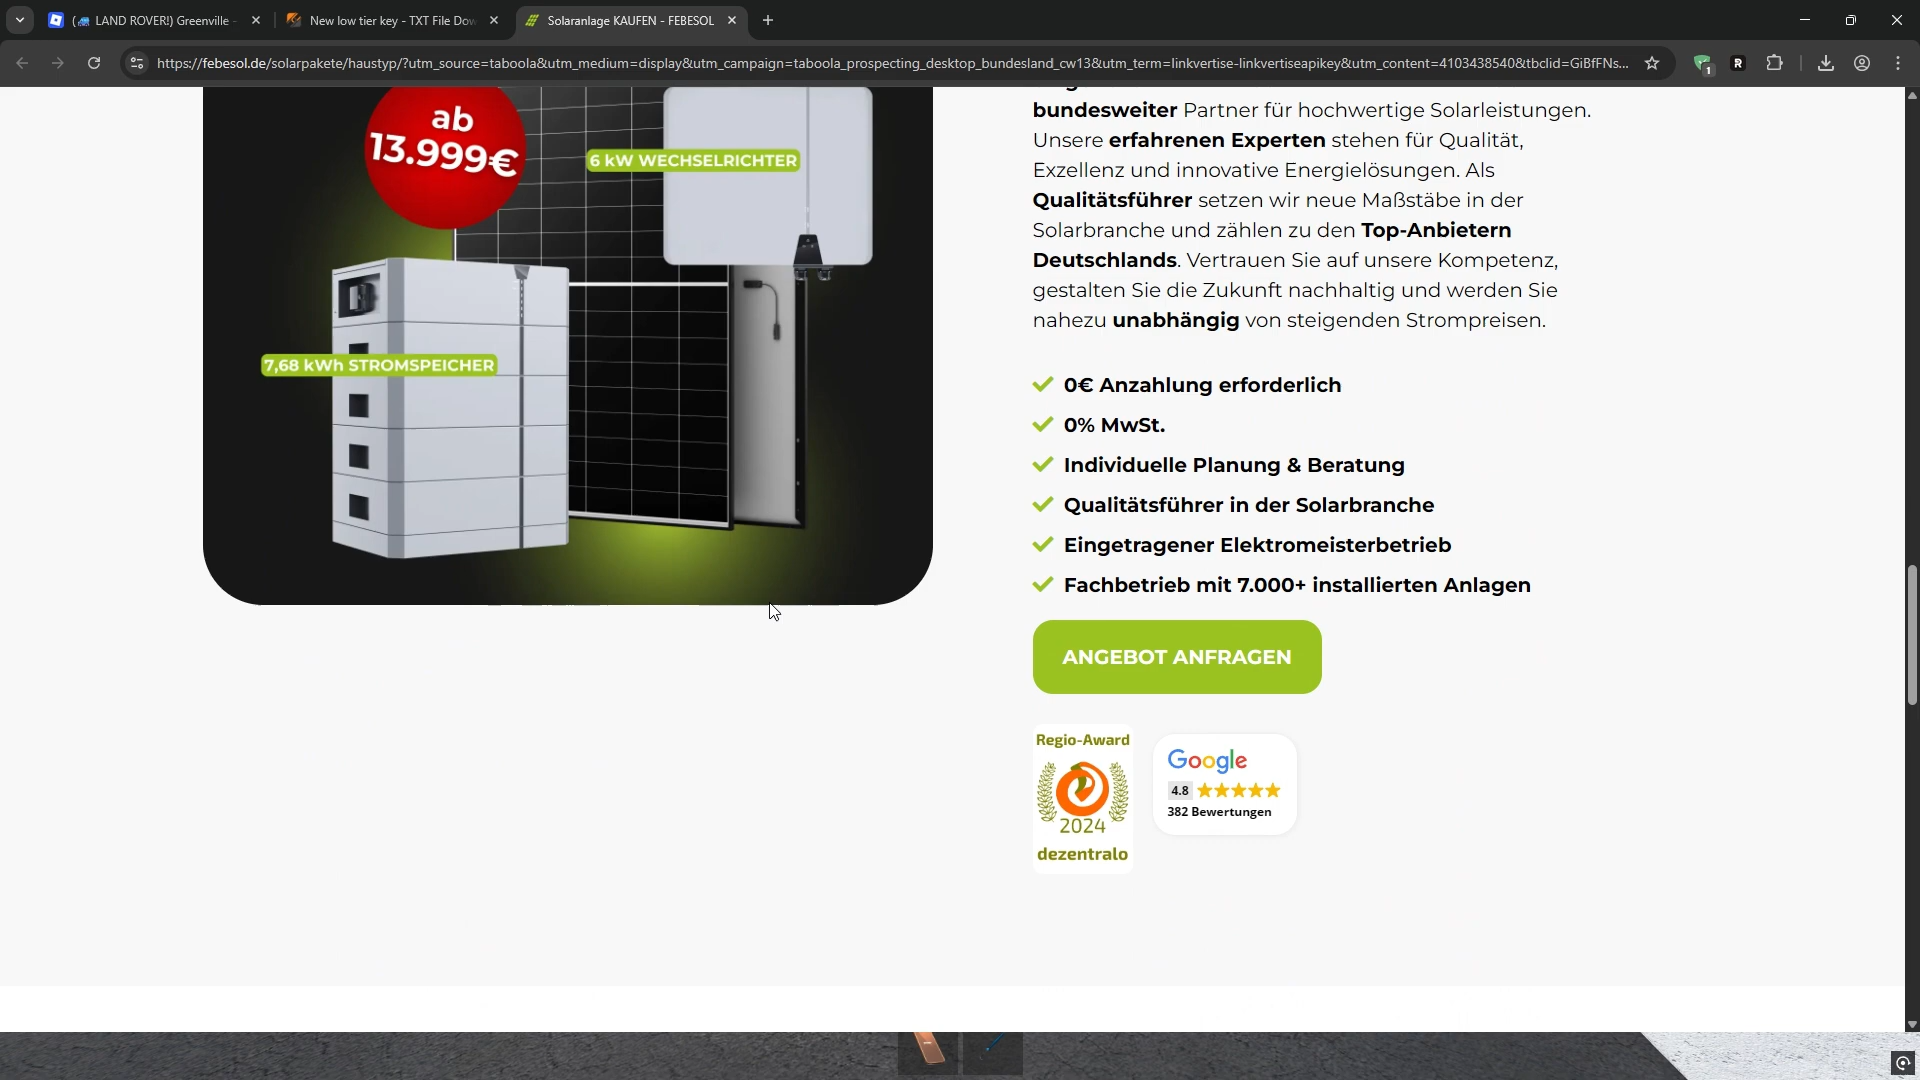 (🚙 LAND ROVER!) Greenville -
New low tier key - TXT File Dow
Solaranlage KAUFEN - FEBESOL
https://febesol.de/solarpakete/haustyp/?utm_source=taboola&utm_medium=display&utm_campaign=taboola_prospecting_desktop_bundesland_cw13&utm_term=linkvertise-linkvertiseapikey&utm_content=4103438540&tbclid=GiBfFNs...
1
R
ab
13.999€
6 kW WECHSELRICHTER
7,68 kWh STROMSPEICHER
bundesweiter Partner für hochwertige Solarleistungen.
Unsere erfahrenen Experten stehen für Qualität,
Exzellenz und innovative Energielösungen. Als
Qualitätsführer setzen wir neue Maßstäbe in der
Solarbranche und zählen zu den Top-Anbietern
Deutschlands. Vertrauen Sie auf unsere Kompetenz,
gestalten Sie die Zukunft nachhaltig und werden Sie
nahezu unabhängig von steigenden Strompreisen.
0€ Anzahlung erforderlich
0% MwSt.
Individuelle Planung & Beratung
Qualitätsführer in der Solarbranche
Eingetragener Elektromeisterbetrieb
Fachbetrieb mit 7.000+ installierten Anlagen
ANGEBOT ANFRAGEN
Regio-Award
2024
dezentralo
Google
4.8
382 Bewertungen